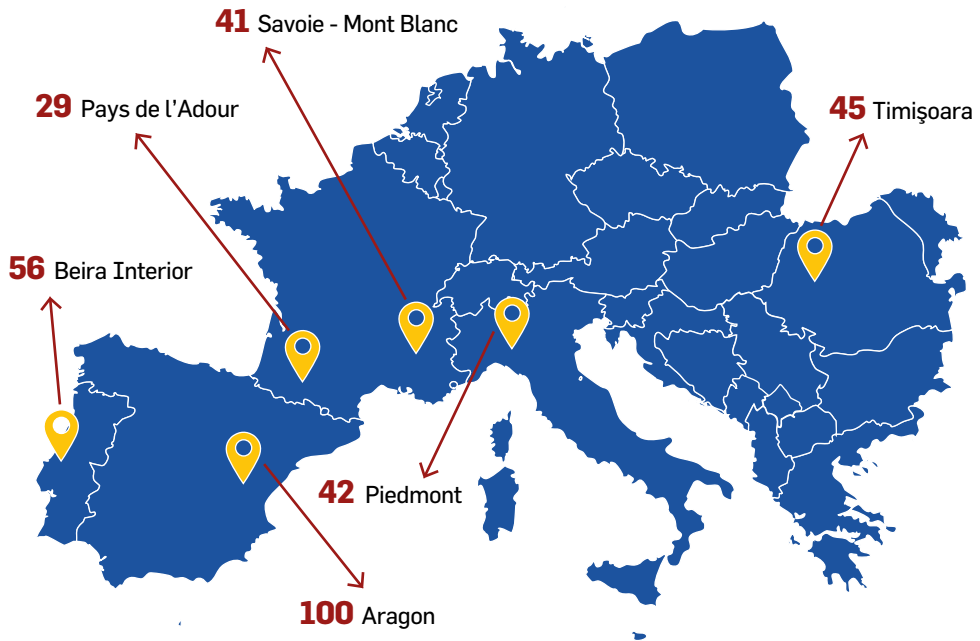 41 Savoie - Mont Blanc
29 Pays de l'Adour
45 Timişoara
56 Beira Interior
42 Piedmont
100 Aragon